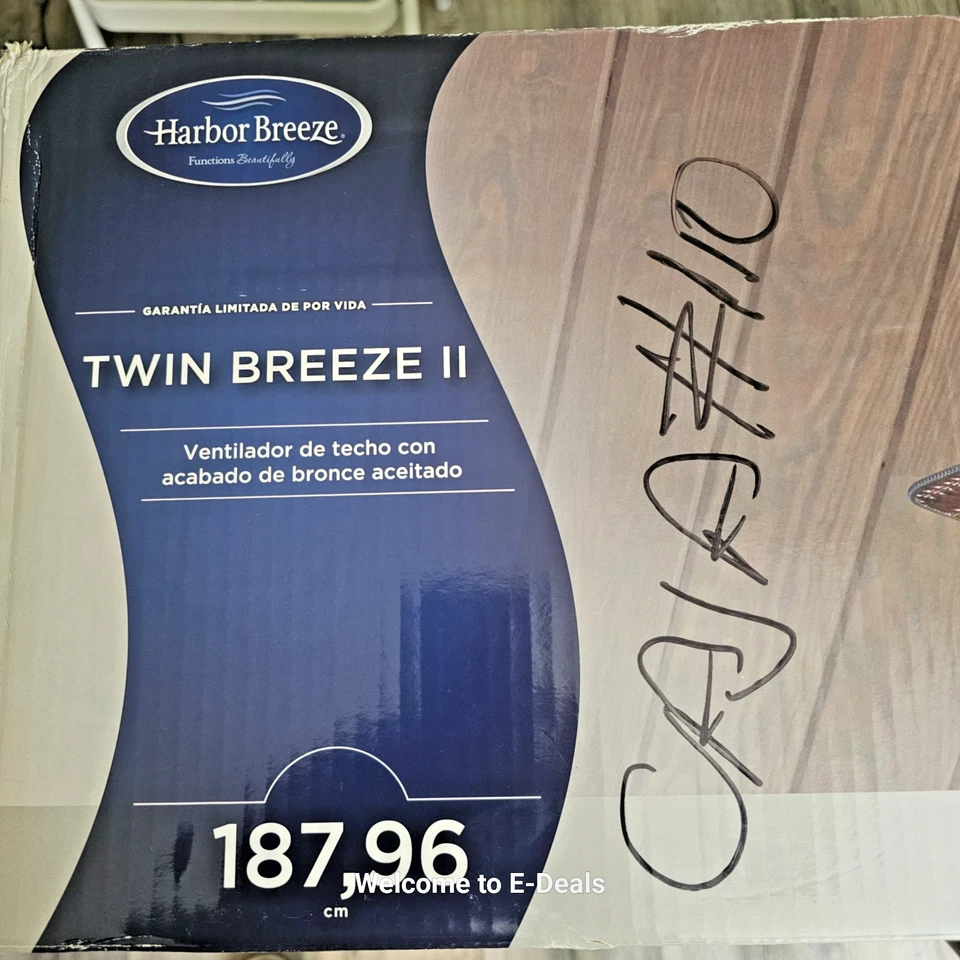 Harbor Breeze®
Functions Beautifully
GARANTÍA LIMITADA DE POR VIDA
TWIN BREEZE II
Ventilador de techo con
acabado de bronce aceitado
187,96
cm
Welcome to E-Deals
CAJA #110